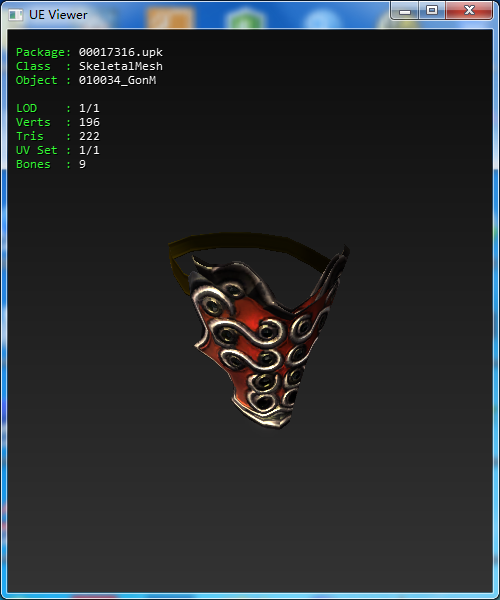 UE Viewer
Package: 00017316.upk
Class : SkeletalMesh
Object : 010034_GonM
LOD : 1/1
Verts : 196
Tris : 222
UV Set : 1/1
Bones : 9